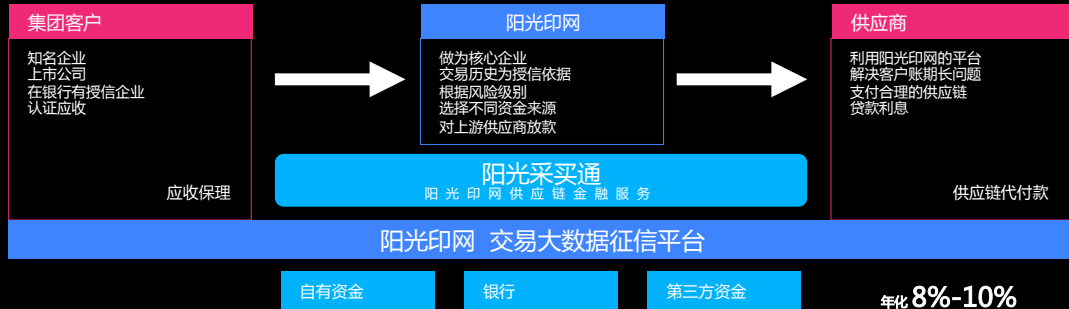 集团客户
知名企业
上市公司
在银行有授信企业
认证应收
应收保理
阳光印网
做为核心企业
交易历史为授信依据
根据风险级别
选择不同资金来源
对上游供应商放款
供应商
利用阳光印网的平台
解决客户账期长问题
支付合理的供应链
贷款利息
供应链代付款
阳光采买通
阳光印网供应链金融服务
阳光印网 交易大数据征信平台
自有资金
银行
第三方资金
年化 8%-10%